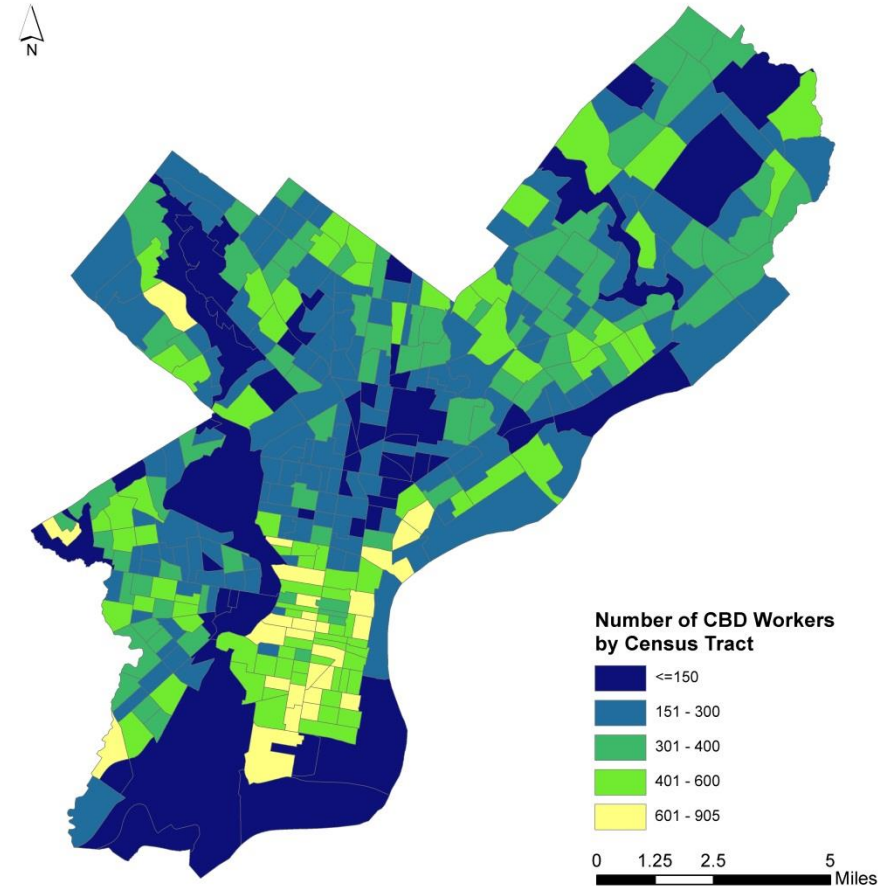 N
Number of CBD Workers
by Census Tract
<=150
151 - 300
301 - 400
401 - 600
601 - 905
0 1.25 2.5 5
Miles